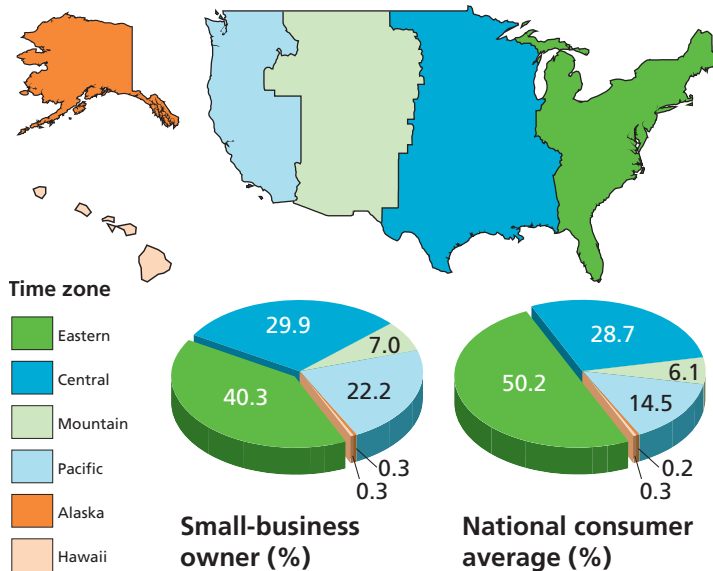 Time zone
Eastern
Central
Mountain
Pacific
Alaska
Hawaii
29.9
7.0
40.3
22.2
0.3
0.3
Small-business
owner (%)
28.7
6.1
50.2
14.5
0.2
0.3
National consumer
average (%)